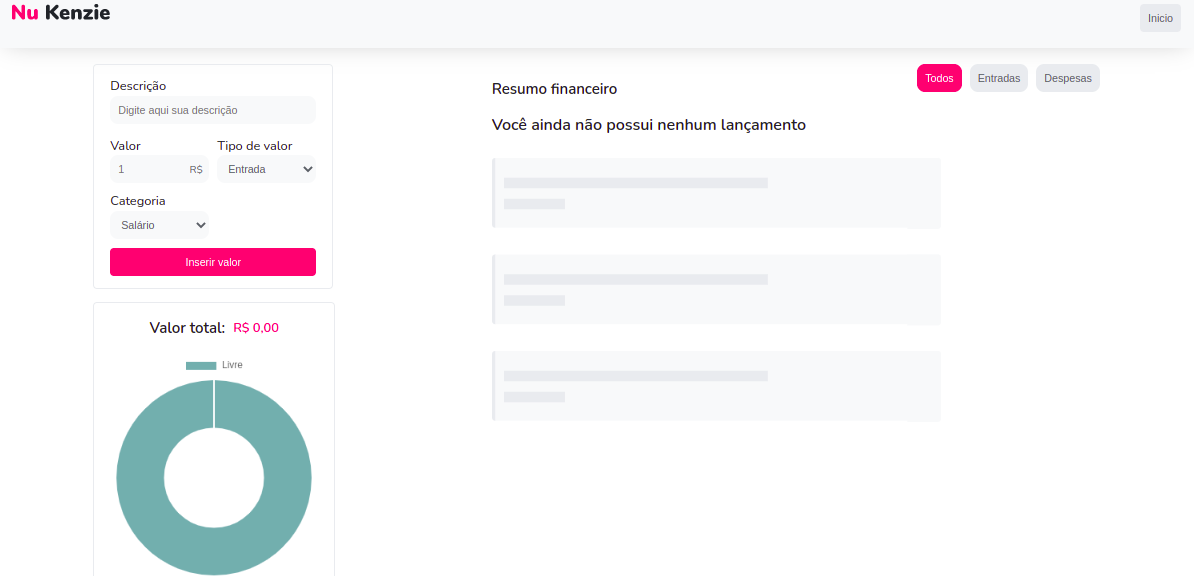 Nu Kenzie
Inicio
Descrição
Digite aqui sua descrição
Valor
Tipo de valor
1
R$
Entrada
Categoria
Salário
Inserir valor
Valor total: R$ 0,00
Livre
Resumo financeiro
Todos
Entradas
Despesas
Você ainda não possui nenhum lançamento